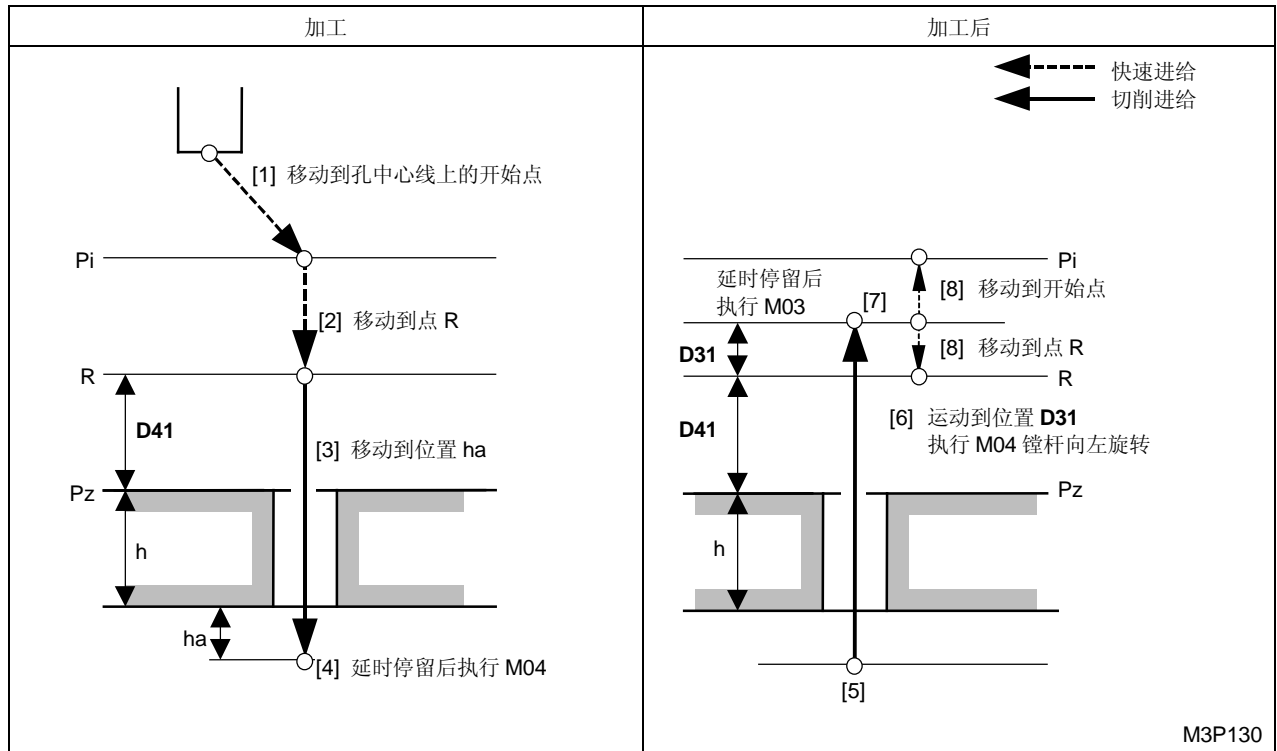 加工
[1] 移动到孔中心线上的开始点
Pi
[2] 移动到点 R
R
D41
[3] 移动到位置 ha
Pz
h
ha
[4] 延时停留后执行 M04
加工后
快速进给
切削进给
Pi
延时停留后
执行 M03
[7]
[8] 移动到开始点
D31
[8] 移动到点 R
R
D41
[6] 运动到位置 D31
执行 M04 镗杆向左旋转
Pz
h
[5]
M3P130